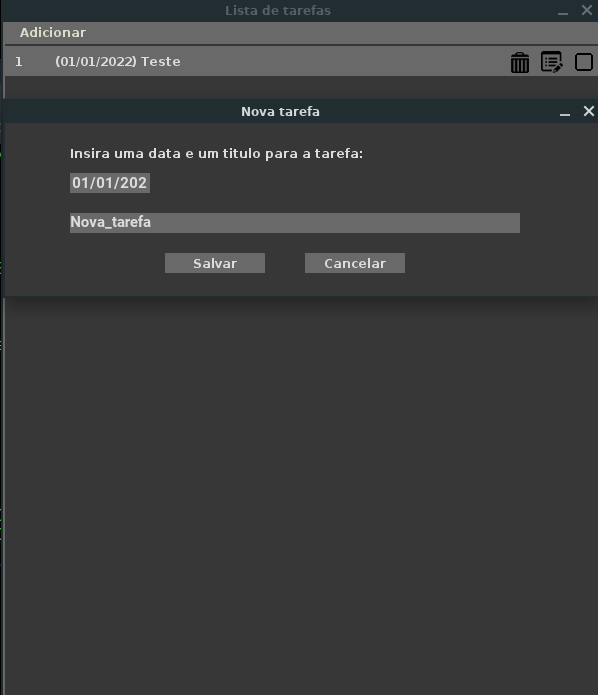 Lista de tarefas
Adicionar
1 (01/01/2022) Teste
Nova tarefa
Insira uma data e um titulo para a tarefa:
01/01/202
Nova_tarefa
Salvar Cancelar